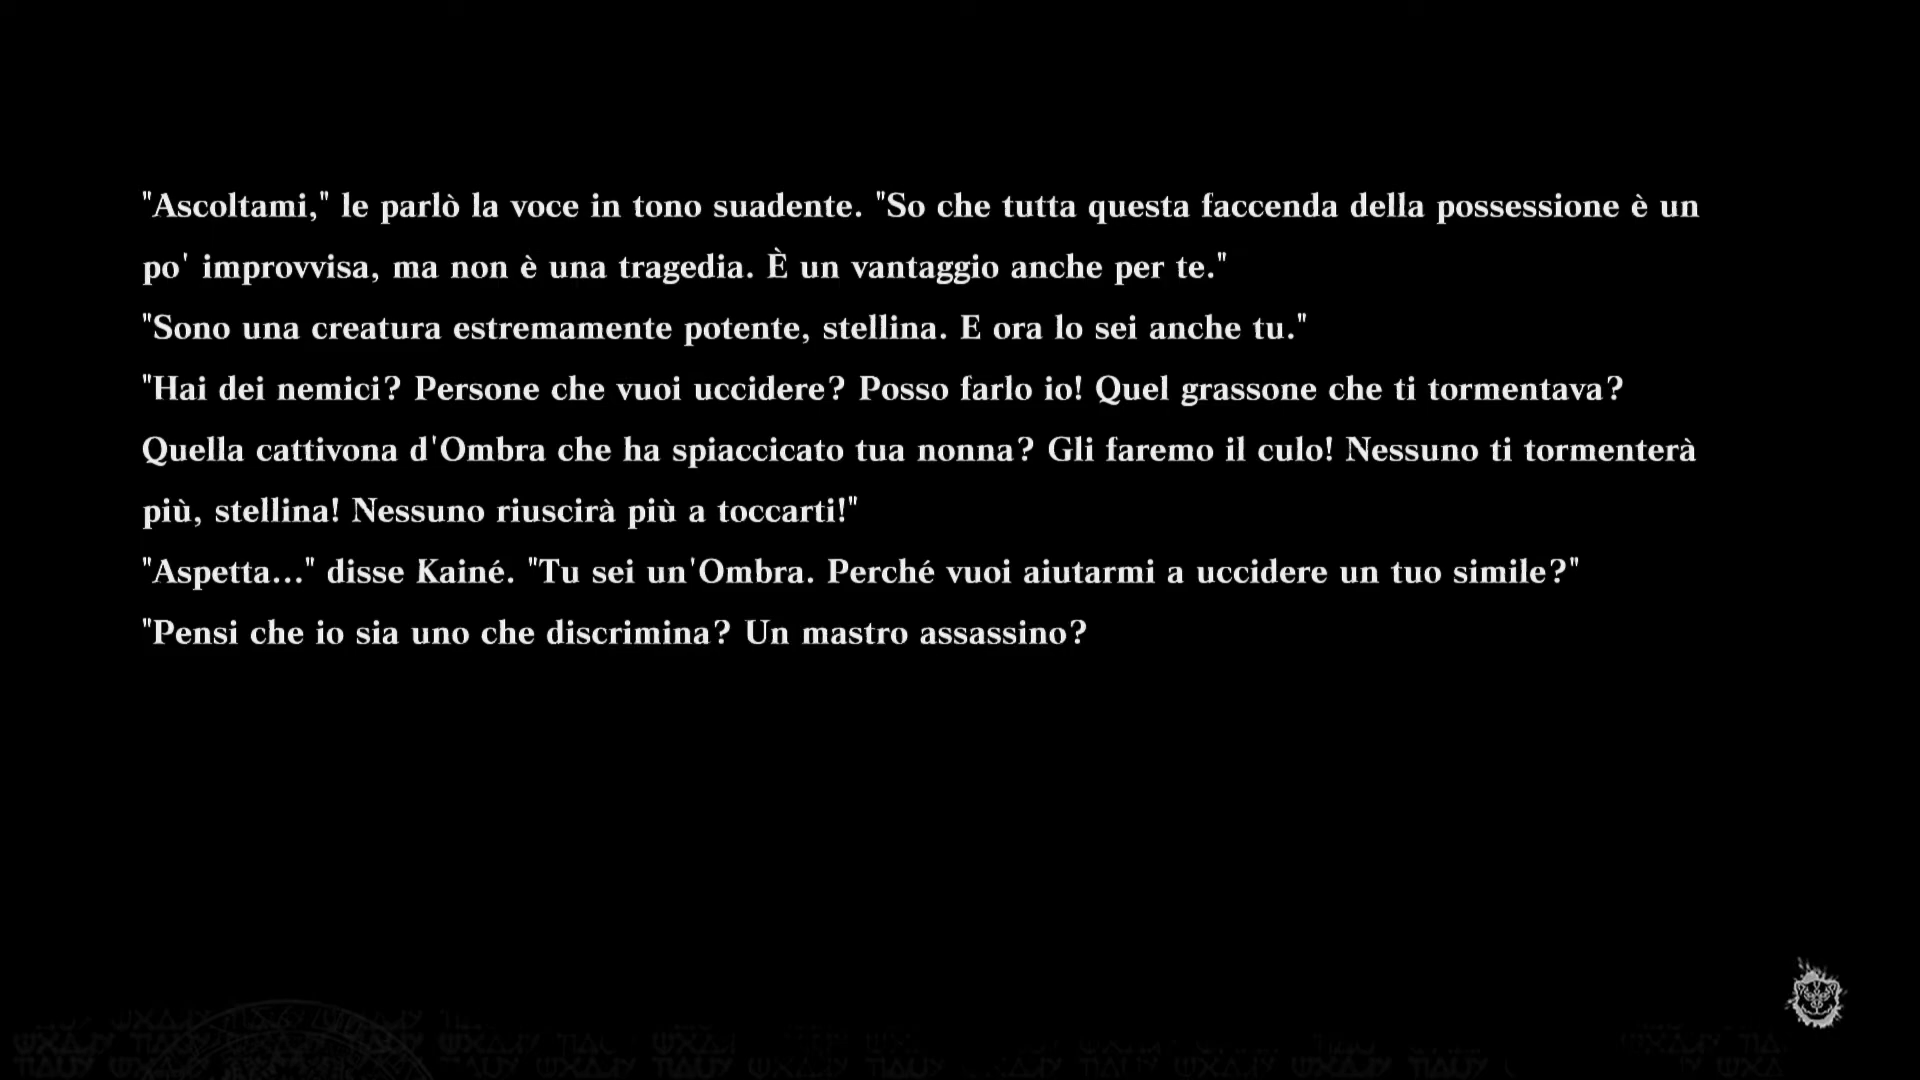 "Ascoltami," le parlò la voce in tono suadente. "So che tutta questa faccenda della possessione è un
po' improvvisa, ma non è una tragedia. È un vantaggio anche per te."
"Sono una creatura estremamente potente, stellina. E ora lo sei anche tu."
"Hai dei nemici? Persone che vuoi uccidere? Posso farlo io! Quel grassone che ti tormentava?
Quella cattivona d'Ombra che ha spiaccicato tua nonna? Gli faremo il culo! Nessuno ti tormenterà
più, stellina! Nessuno riuscirà più a toccarti!"
"Aspetta..." disse Kainé. "Tu sei un'Ombra. Perché vuoi aiutarmi a uccidere un tuo simile?"
"Pensi che io sia uno che discrimina? Un mastro assassino?